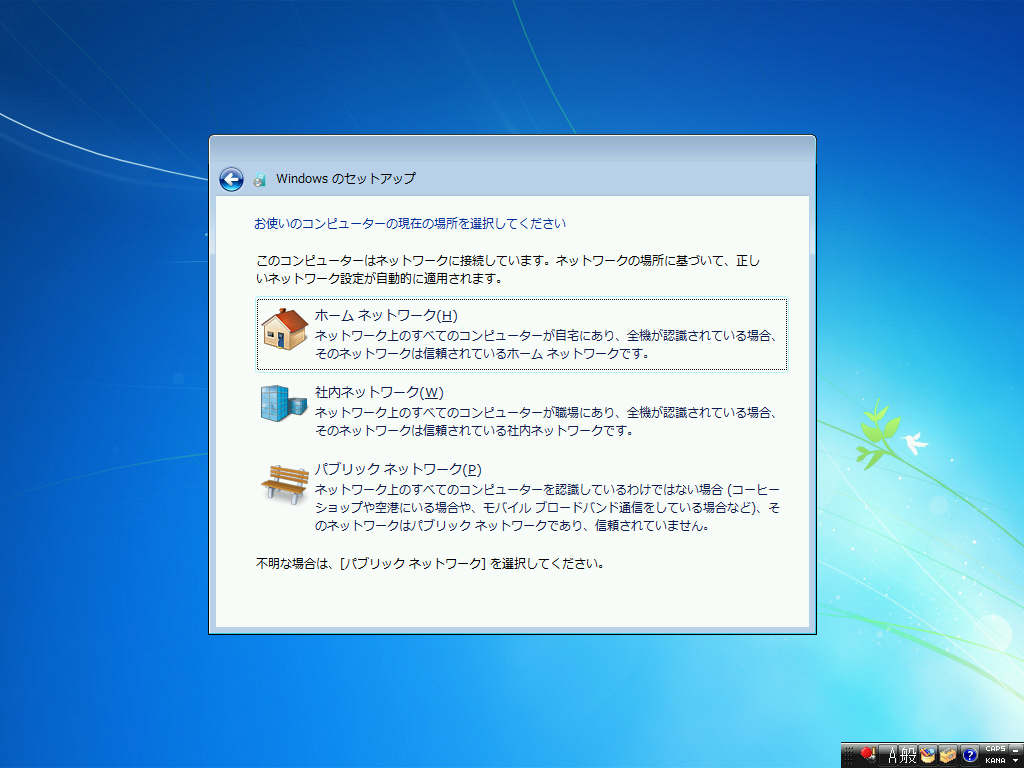 Windows のセットアップ
お使いのコンピューターの現在の場所を選択してください
このコンピューターはネットワークに接続しています。ネットワークの場所に基づいて、正し
いネットワーク設定が自動的に適用されます。
ホーム ネットワーク(H)
ネットワーク上のすべてのコンピューターが自宅にあり、全機が認識されている場合、
そのネットワークは信頼されているホーム ネットワークです。
社内ネットワーク(W)
ネットワーク上のすべてのコンピューターが職場にあり、全機が認識されている場合、
そのネットワークは信頼されている社内ネットワークです。
パブリック ネットワーク(P)
ネットワーク上のすべてのコンピューターを認識しているわけではない場合 (コーヒー
ショップや空港にいる場合や、モバイル ブロードバンド通信をしている場合など)、そ
のネットワークはパブリック ネットワークであり、信頼されていません。
不明な場合は、[パブリック ネットワーク] を選択してください。
A 般 ? CAPS
KANA